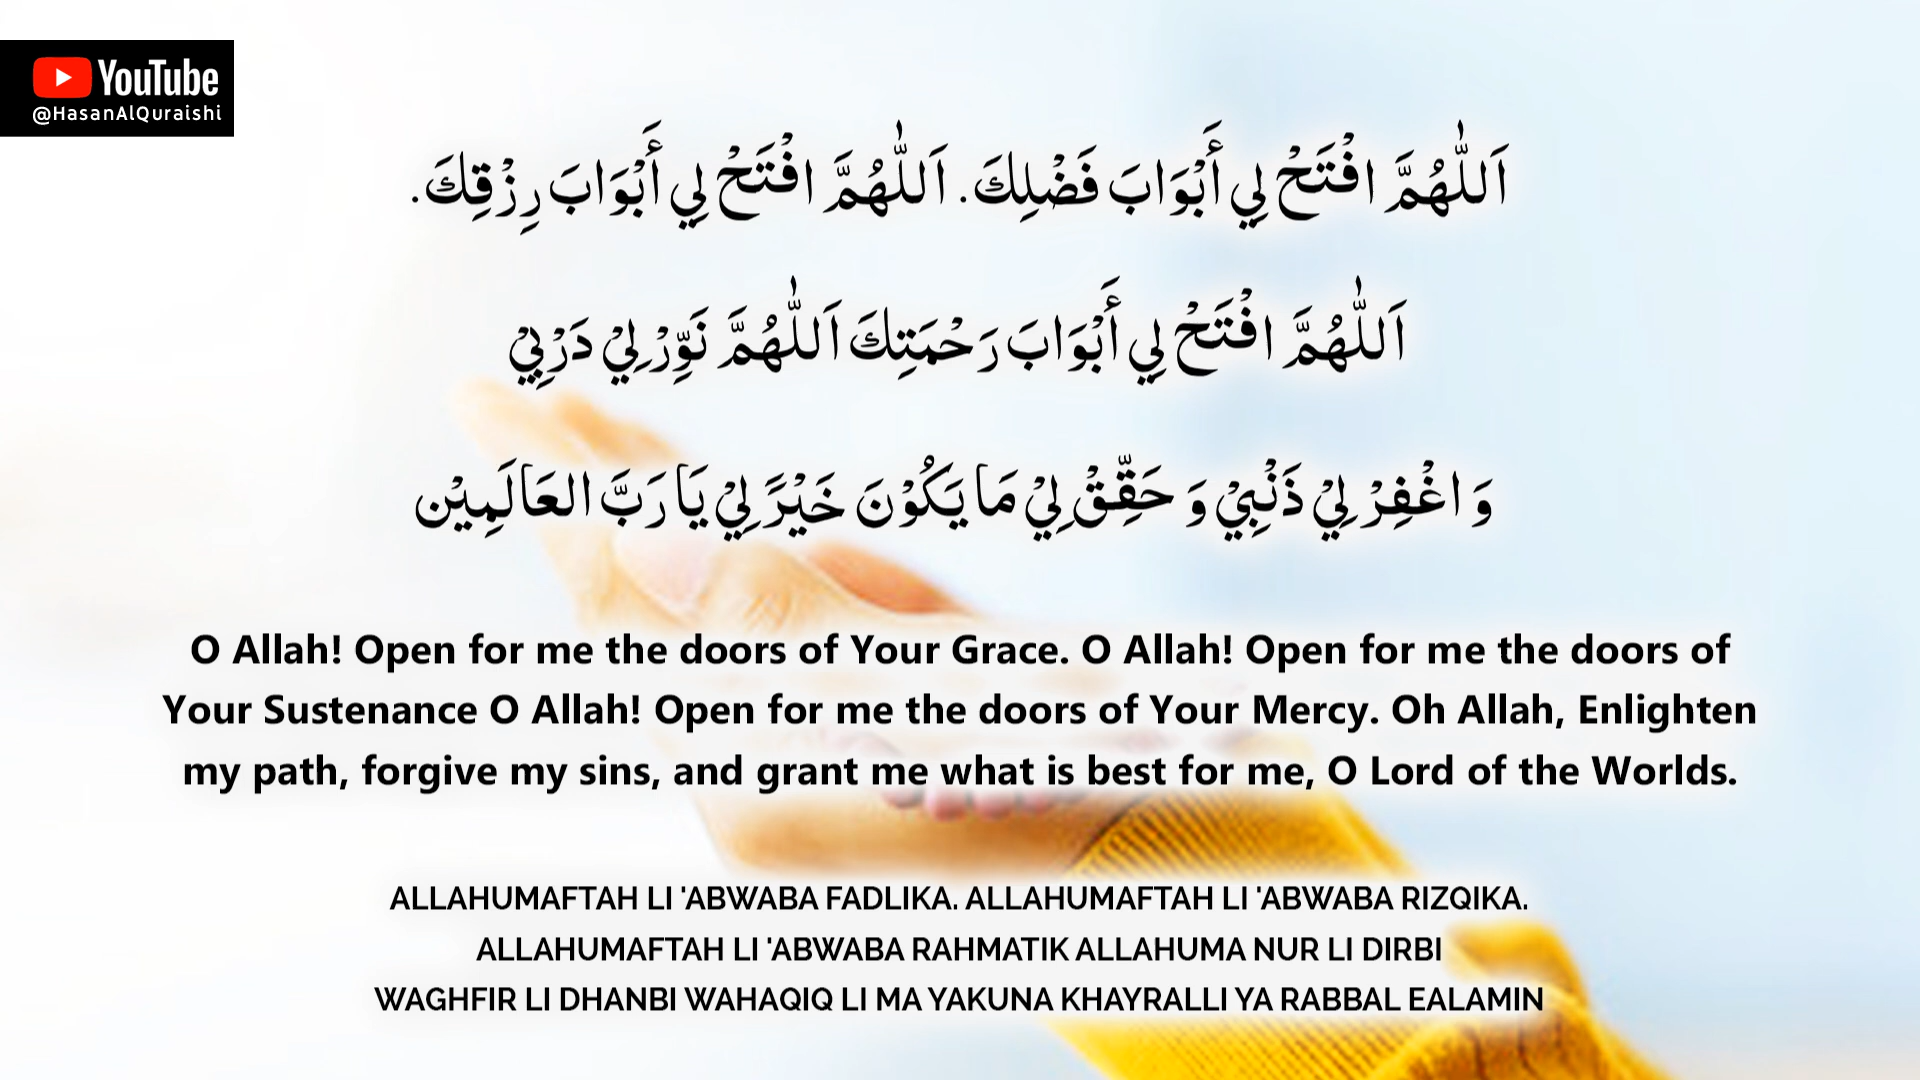 YouTube
@HasanAlQuraishi
اَللّٰهُمَّ افْتَحْ لِي أَبْوَابَ فَضْلِكَ. اَللّٰهُمَّ افْتَحْ لِي أَبْوَابَ رِزْقِكَ.
اَللّٰهُمَّ افْتَحْ لِي أَبْوَابَ رَحْمَتِكَ اَللّٰهُمَّ نَوِّرْ لِيْ دَرْبِيْ
وَ اغْفِرْ لِيْ ذَنْبِيْ وَ حَقِّقْ لِيْ مَا يَكُوْنَ خَيْرً لِيْ يَا رَبَّ العَالَمِيْن
O Allah! Open for me the doors of Your Grace. O Allah! Open for me the doors of
Your Sustenance O Allah! Open for me the doors of Your Mercy. Oh Allah, Enlighten
my path, forgive my sins, and grant me what is best for me, O Lord of the Worlds.
ALLAHUMAFTAH LI 'ABWABA FADLIKA. ALLAHUMAFTAH LI 'ABWABA RIZQIKA.
ALLAHUMAFTAH LI 'ABWABA RAHMATIK ALLAHUMA NUR LI DIRBI
WAGHFIR LI DHANBI WAHAQIQ LI MA YAKUNA KHAYRALLI YA RABBAL EALAMIN